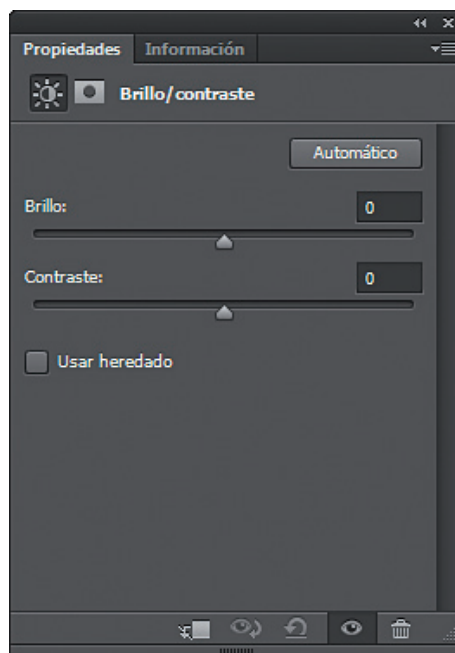 Propiedades Información
Brillo/contraste
Automático
Brillo: 0
Contraste: 0
Usar heredado